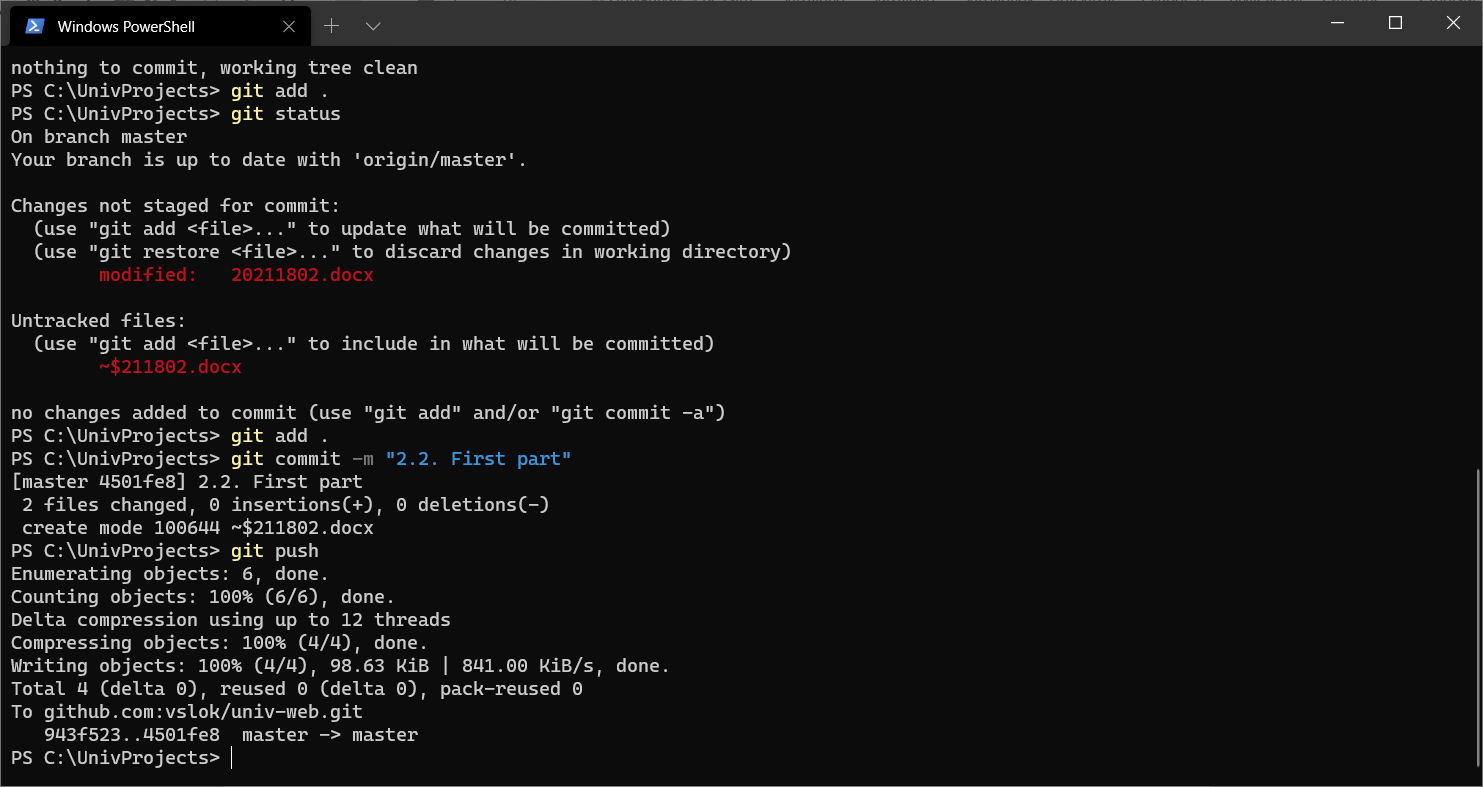 Windows PowerShell
nothing to commit, working tree clean
PS C:\UnivProjects> git add .
PS C:\UnivProjects> git status
On branch master
Your branch is up to date with 'origin/master'.
Changes not staged for commit:
  (use "git add <file>..." to update what will be committed)
  (use "git restore <file>..." to discard changes in working directory)
        modified:   20211802.docx
Untracked files:
  (use "git add <file>..." to include in what will be committed)
        ~$211802.docx
no changes added to commit (use "git add" and/or "git commit -a")
PS C:\UnivProjects> git add .
PS C:\UnivProjects> git commit -m "2.2. First part"
[master 4501fe8] 2.2. First part
 2 files changed, 0 insertions(+), 0 deletions(-)
 create mode 100644 ~$211802.docx
PS C:\UnivProjects> git push
Enumerating objects: 6, done.
Counting objects: 100% (6/6), done.
Delta compression using up to 12 threads
Compressing objects: 100% (4/4), done.
Writing objects: 100% (4/4), 98.63 KiB | 841.00 KiB/s, done.
Total 4 (delta 0), reused 0 (delta 0), pack-reused 0
To github.com:vslok/univ-web.git
   943f523..4501fe8  master -> master
PS C:\UnivProjects>